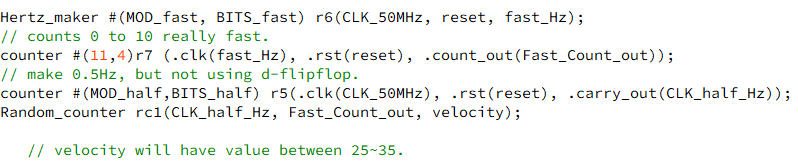 Hertz_maker #(MOD_fast, BITS_fast) r6(CLK_50MHz, reset, fast_Hz);
// counts 0 to 10 really fast.
counter #(11,4)r7 (.clk(fast_Hz), .rst(reset), .count_out(Fast_Count_out));
// make 0.5Hz, but not using d-flipflop.
counter #(MOD_half,BITS_half) r5(.clk(CLK_50MHz), .rst(reset), .carry_out(CLK_half_Hz));
Random_counter rc1(CLK_half_Hz, Fast_Count_out, velocity);
// velocity will have value between 25~35.